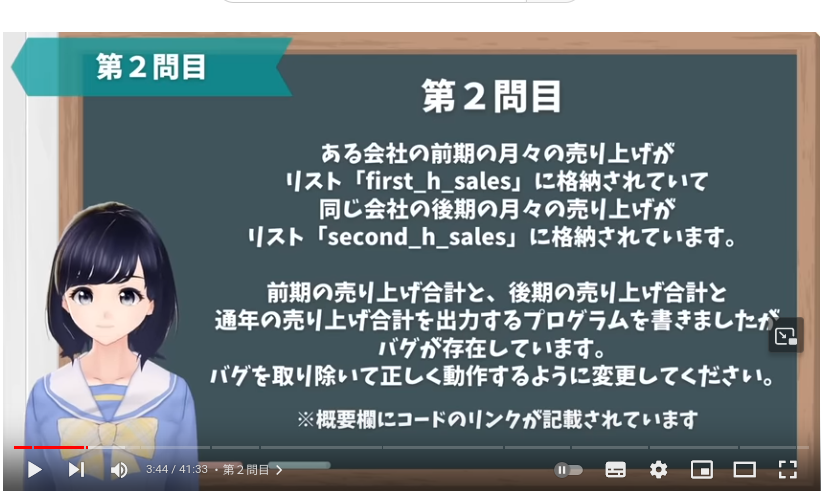 第２問目
第２問目
ある会社の前期の月々の売り上げが
リスト「first_h_sales」に格納されていて
同じ会社の後期の月々の売り上げが
リスト「second_h_sales」に格納されています。
前期の売り上げ合計と、後期の売り上げ合計と
通年の売り上げ合計を出力するプログラムを書きましたが
バグが存在しています。
バグを取り除いて正しく動作するように変更してください。
※概要欄にコードのリンクが記載されています
3:44 / 41:33 ・第２問目